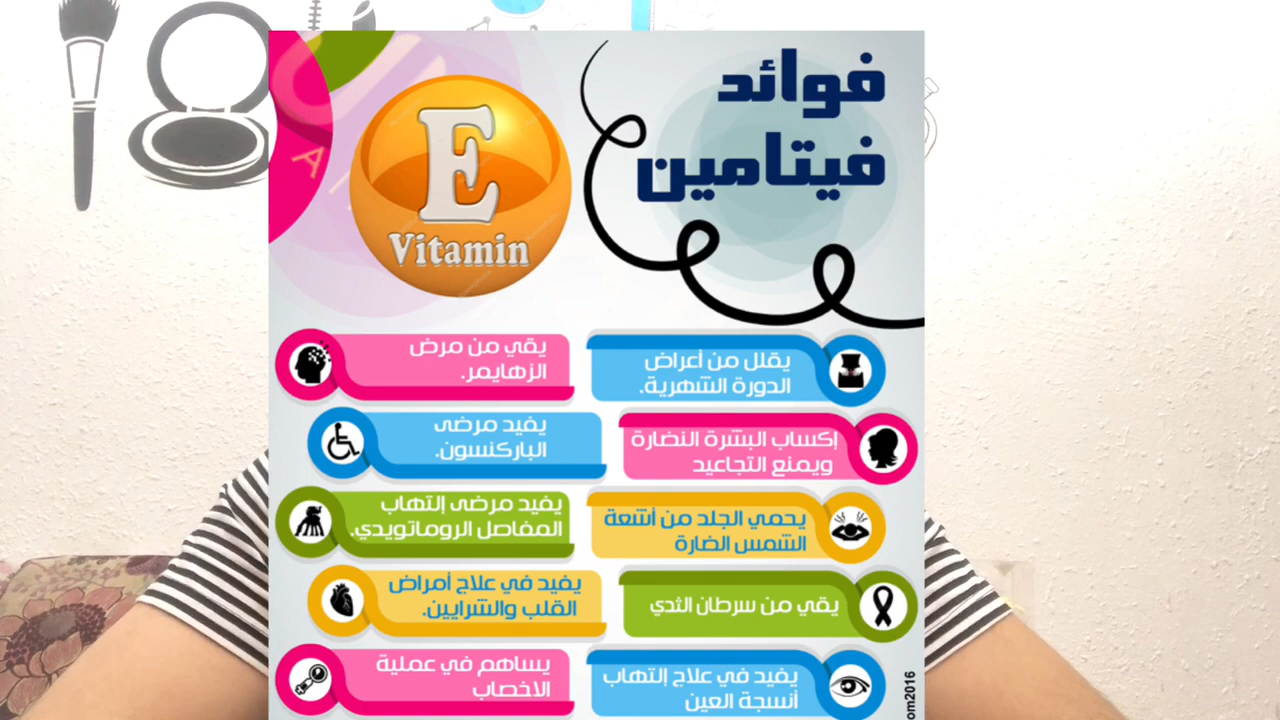 فوائد
فيتامين
E
Vitamin
A
يقلل من أعراض
الدورة الشهرية.
يقي من مرض
الزهايمر.
إكساب البشرة النضارة
ويمنع التجاعيد
يفيد مرضى
الباركنسون.
يحمي الجلد من أشعة
الشمس الضارة
يفيد مرضى إلتهاب
المفاصل الروماتويدي.
يقي من سرطان الثدي
يفيد في علاج أمراض
القلب والشرايين.
يفيد في علاج إلتهاب
أنسجة العين
يساهم في عملية
الاخصاب
om2016